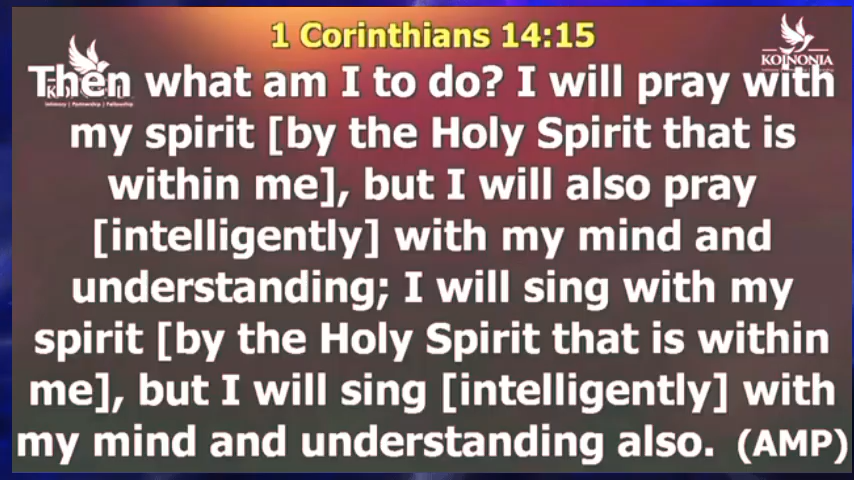 1 Corinthians 14:15
KOINONIA
Then what am I to do? I will pray with
Intimacy | Partnership | Fellowship
my spirit [by the Holy Spirit that is
within me], but I will also pray
[intelligently] with my mind and
understanding; I will sing with my
spirit [by the Holy Spirit that is within
me], but I will sing [intelligently] with
my mind and understanding also. (AMP)